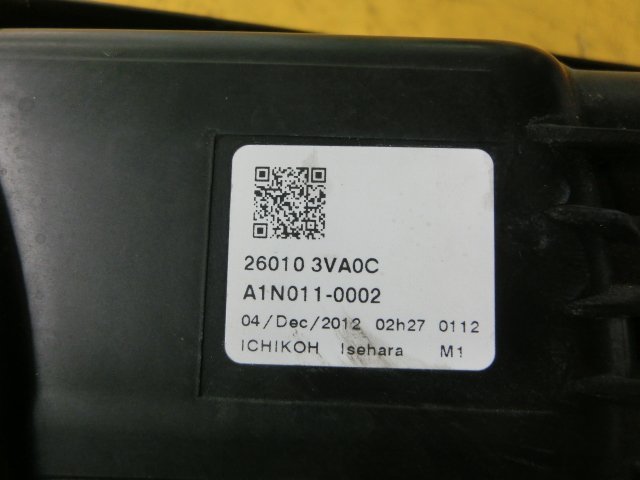 26010 3VA0C
A1N011-0002
04/Dec/2012 02h27 0112
ICHIKOH Isehara M1